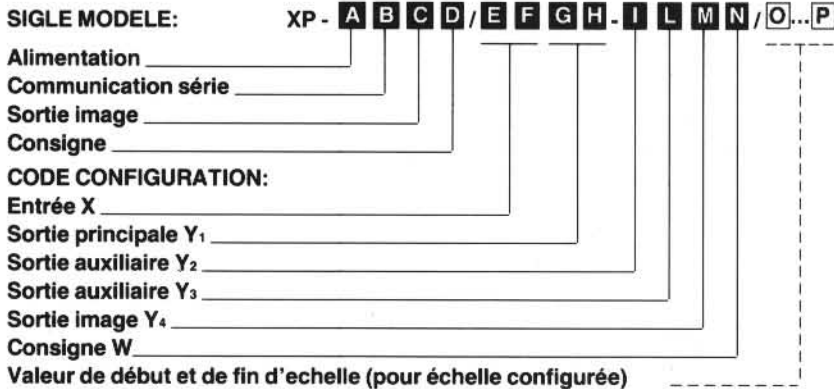 SIGLE MODELE: XP - A B C D / E F G H - I L M N / O...P
Alimentation
Communication série
Sortie image
Consigne
CODE CONFIGURATION:
Entrée X
Sortie principale Y₁
Sortie auxiliaire Y₂
Sortie auxiliaire Y₃
Sortie image Y₄
Consigne W
Valeur de début et de fin d'echelle (pour échelle configurée)